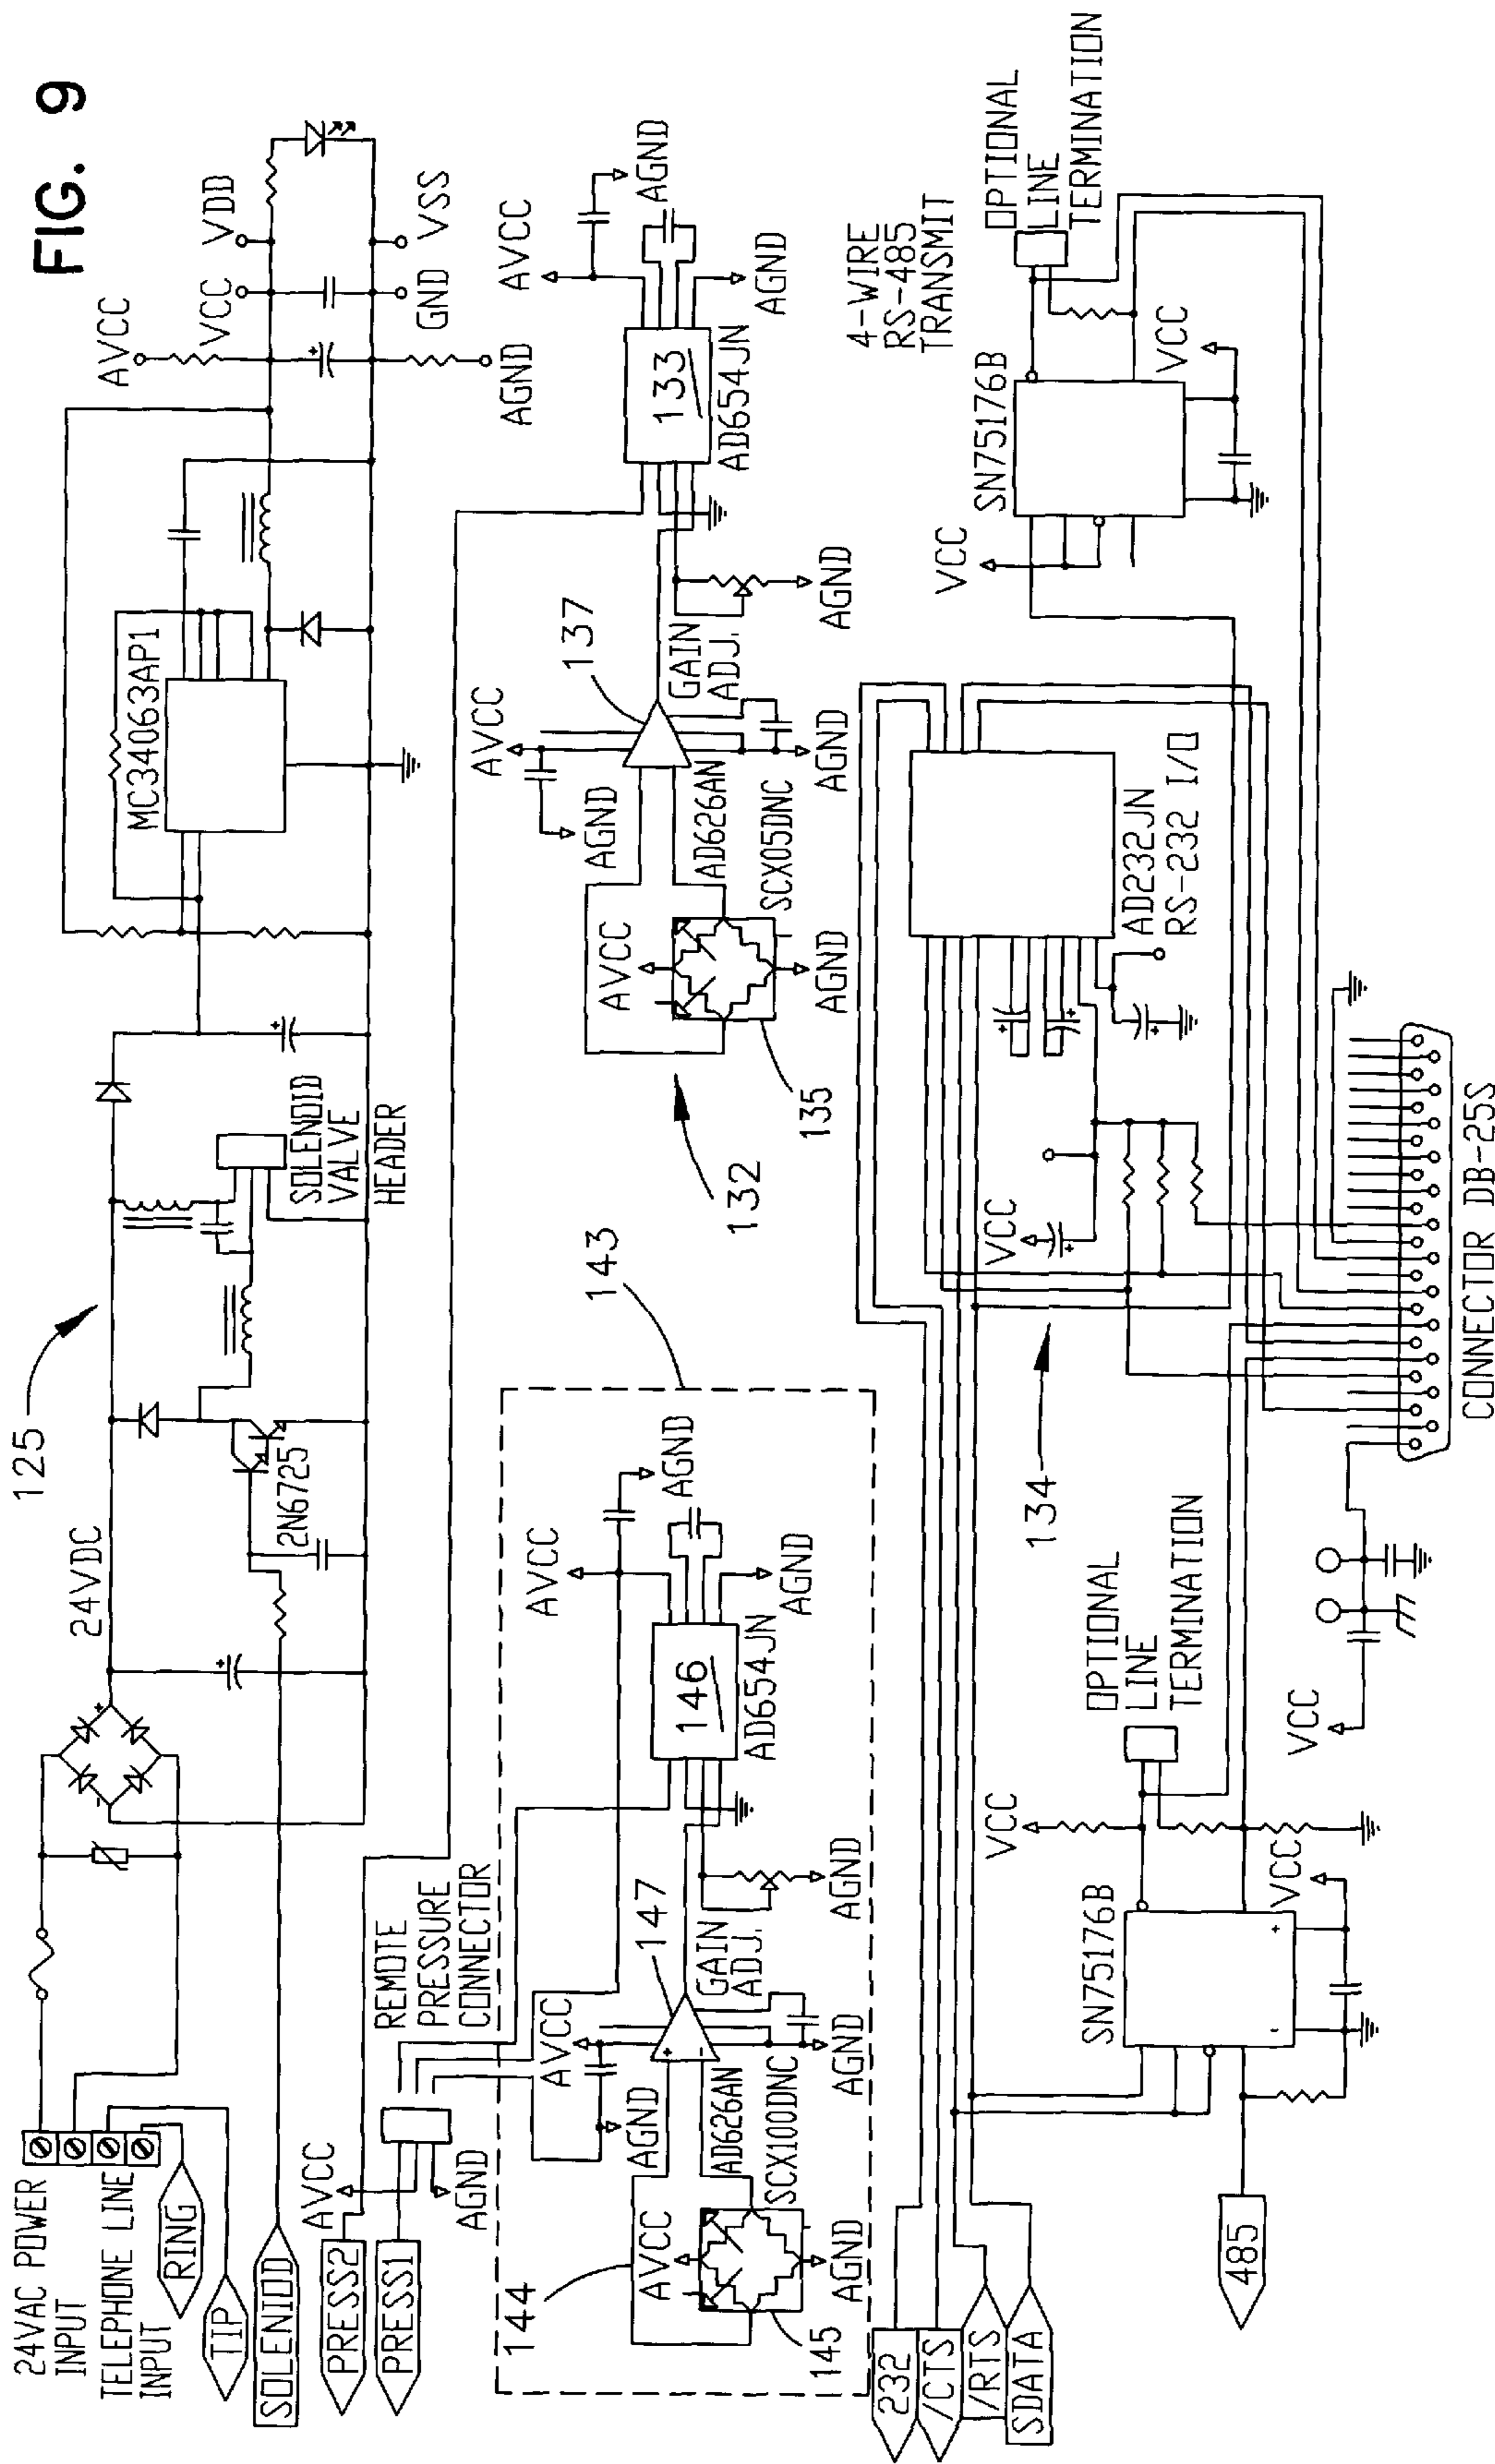 FIG. 9
24VAC POWER
INPUT
TELEPHONE LINE
INPUT
RING
TIP
SOLENIOD
24VDC
125
2N6725
SOLENOID
VALVE
HEADER
MC34063AP1
AVCC
VCC
VDD
GND
VSS
AGND
PRESS2
PRESS1
AVCC
AGND
REMOTE
PRESSURE
CONNECTOR
143
144
AVCC
AGND
145
SCX100DNC
AD626AN
AGND
AVCC
147
GAIN
ADJ.
AGND
AGND
146
AD654JN
AVCC
AGND
AGND
132
135
AVCC
AGND
SCX05DNC
AD626AN
AGND
AVCC
137
GAIN
ADJ.
AGND
AGND
133
AD654JN
AVCC
AGND
AGND
232
/CTS
/RTS
SDATA
485
SN75176B
VCC
VCC
OPTIONAL
LINE
TERMINATION
VCC
134
VCC
AD232JN
RS-232 I/O
CONNECTOR DB-25S
4-WIRE
RS-485
TRANSMIT
SN75176B
VCC
VCC
OPTIONAL
LINE
TERMINATION